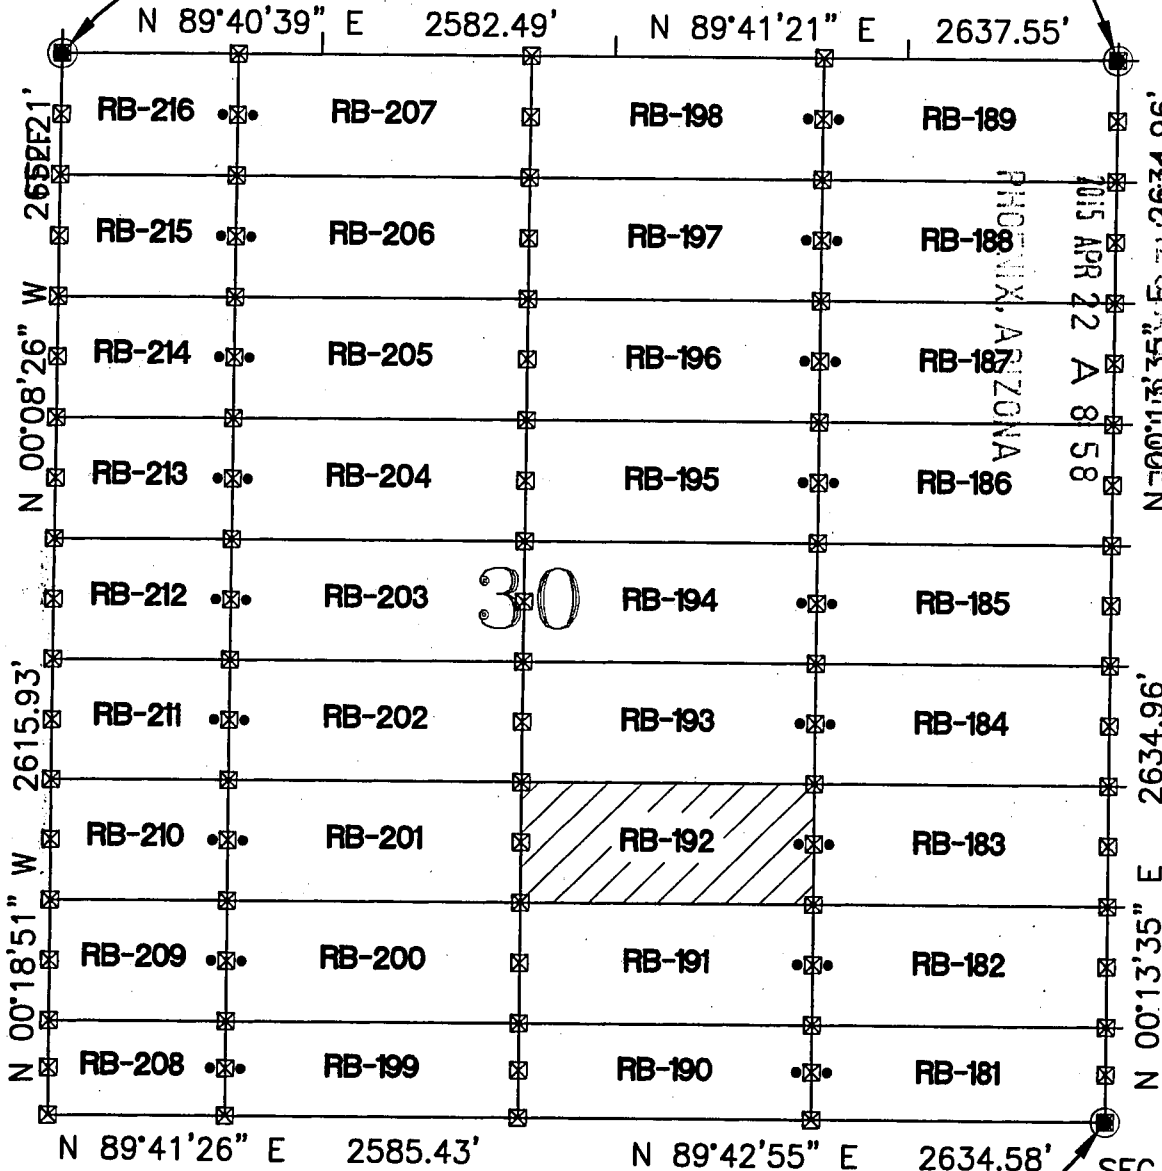 N 89°40'39" E 2582.49' N 89°41'21" E 2637.55'
RB-216 RB-207 RB-198 RB-189
RB-215 RB-206 RB-197 RB-188
RB-214 RB-205 RB-196 RB-187
RB-213 RB-204 RB-195 RB-186
RB-212 RB-203 RB-194 RB-185
30
RB-211 RB-202 RB-193 RB-184
RB-210 RB-201 RB-192 RB-183
RB-209 RB-200 RB-191 RB-182
RB-208 RB-199 RB-190 RB-181
N 00°08'26" W
N 00°18'51" W 2615.93'
2015 APR 22 A 8 58
ARIZONA
2634.96'
N 00°13'35" E 2634.96'
N 89°41'26" E 2585.43' N 89°42'55" E 2634.58'